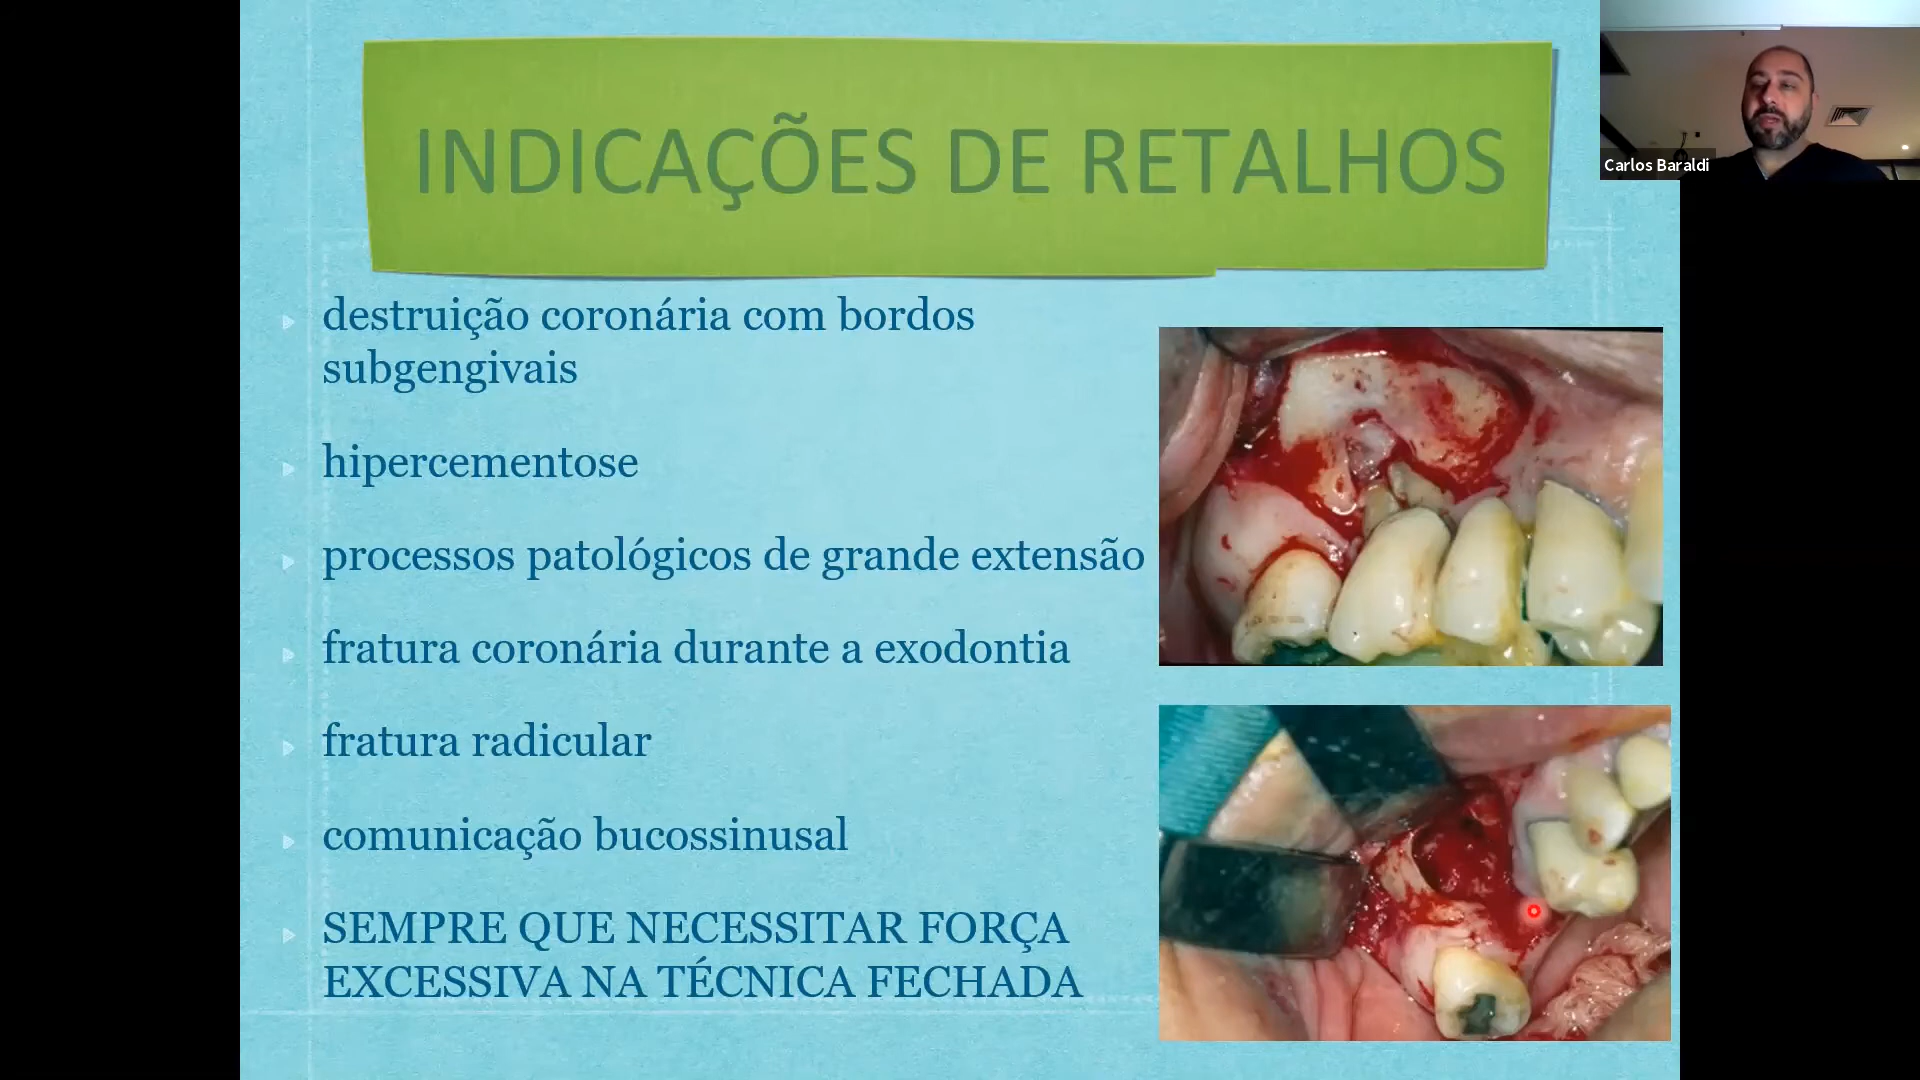 INDICAÇÕES DE RETALHOS
Carlos Baraldi
destruição coronária com bordos
subgengivais
hipercementose
processos patológicos de grande extensão
fratura coronária durante a exodontia
fratura radicular
comunicação bucossinusal
SEMPRE QUE NECESSITAR FORÇA
EXCESSIVA NA TÉCNICA FECHADA